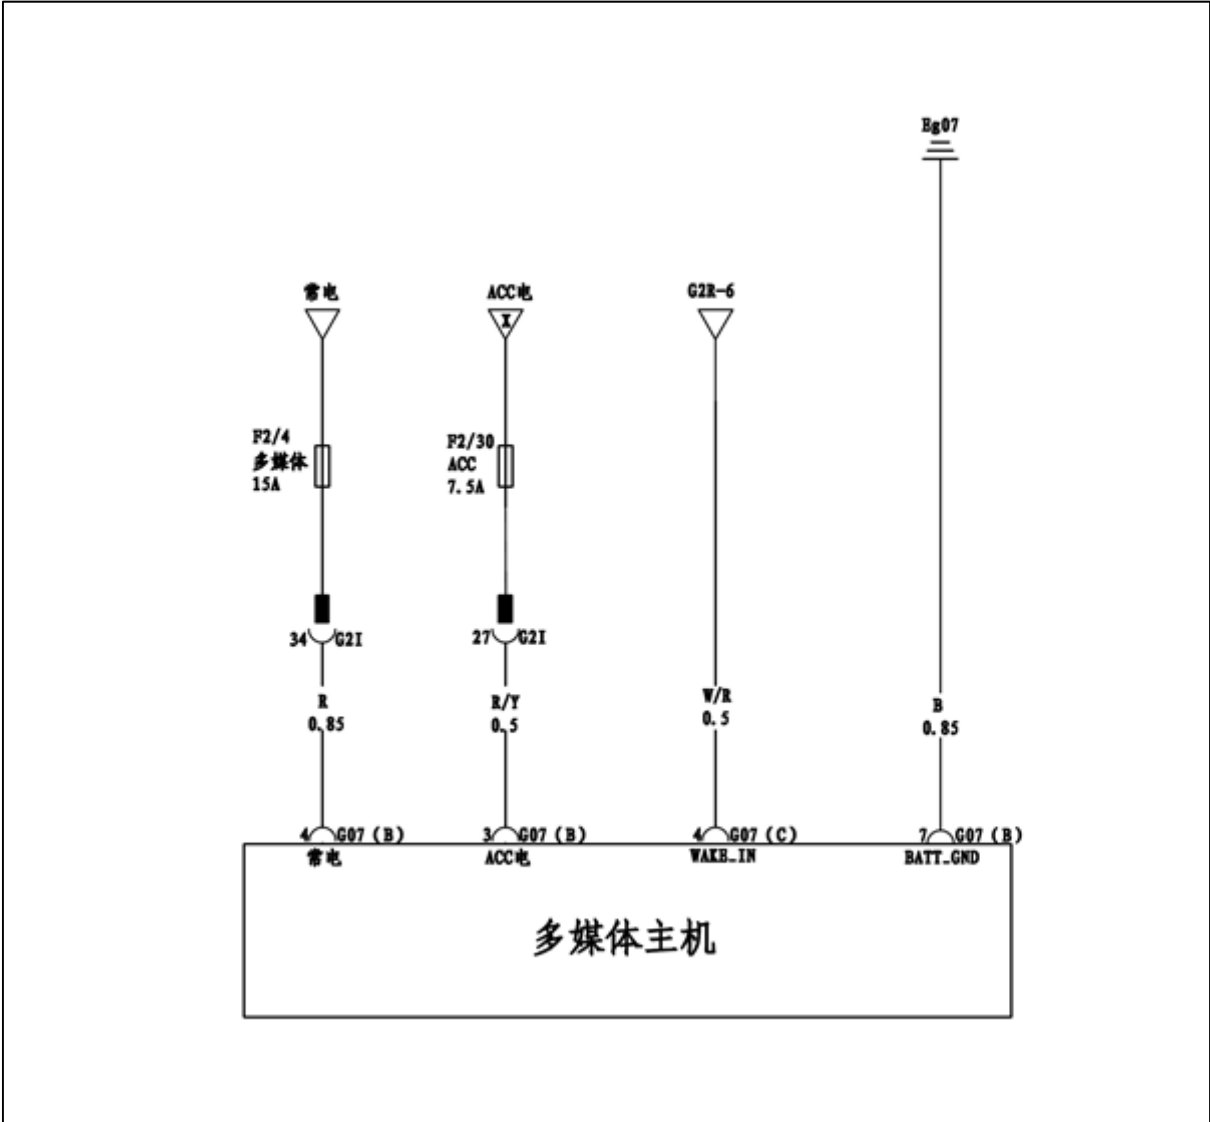 Eg07
常电
ACC电
G2R-6
I
F2/4
多媒体
15A
F2/30
ACC
7.5A
34
G2I
27
G2I
R
0.85
R/Y
0.5
W/R
0.5
B
0.85
4
G07(B)
3
G07(B)
4
G07(C)
7
G07(B)
常电
ACC电
WAKE_IN
BATT_GND
多媒体主机